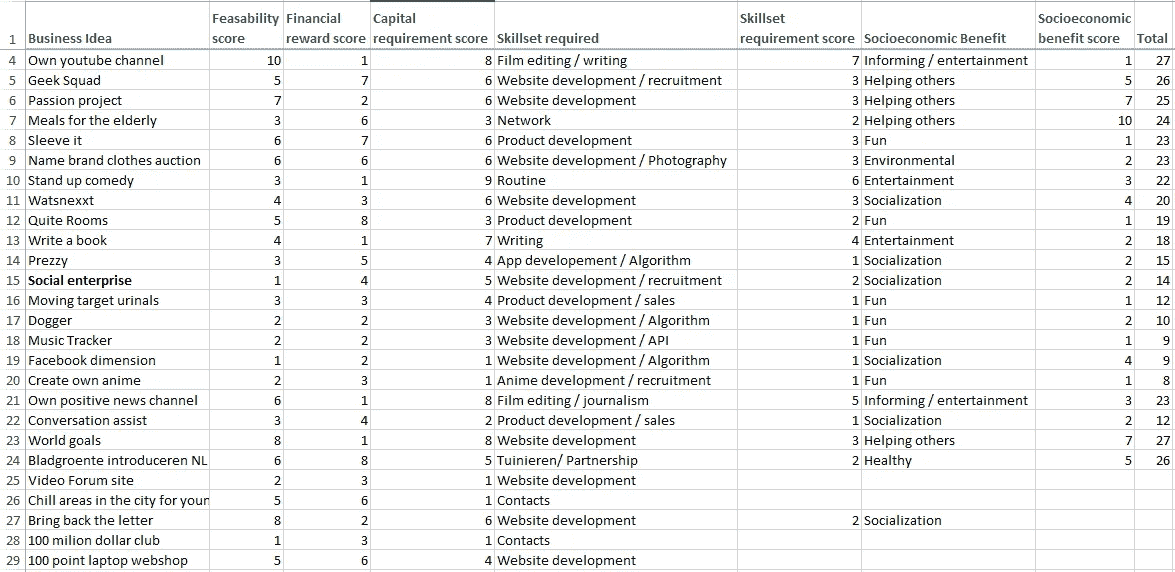 Feasability Financial Capital Skillset Socioeconomic
1 Business Idea score reward score requirement score Skillset required requirement score Socioeconomic Benefit benefit score Total
4 Own youtube channel 10 1 8 Film editing / writing 7 Informing / entertainment 1 27
5 Geek Squad 5 7 6 Website development / recruitment 3 Helping others 5 26
6 Passion project 7 2 6 Website development 3 Helping others 7 25
7 Meals for the elderly 3 6 3 Network 2 Helping others 10 24
8 Sleeve it 6 7 6 Product development 3 Fun 1 23
9 Name brand clothes auction 6 6 6 Website development / Photography 3 Environmental 2 23
10 Stand up comedy 3 1 9 Routine 6 Entertainment 3 22
11 Watsnexxt 4 3 6 Website development 3 Socialization 4 20
12 Quite Rooms 5 8 3 Product development 2 Fun 1 19
13 Write a book 4 1 7 Writing 4 Entertainment 2 18
14 Prezzy 3 5 4 App developement / Algorithm 1 Socialization 2 15
15 Social enterprise 1 4 5 Website development / recruitment 2 Socialization 2 14
16 Moving target urinals 3 3 4 Product development / sales 1 Fun 1 12
17 Dogger 2 2 3 Website development / Algorithm 1 Fun 2 10
18 Music Tracker 2 2 3 Website development / API 1 Fun 1 9
19 Facebook dimension 1 2 1 Website development / Algorithm 1 Socialization 4 9
20 Create own anime 2 3 1 Anime development / recruitment 1 Fun 1 8
21 Own positive news channel 6 1 8 Film editing / journalism 5 Informing / entertainment 3 23
22 Conversation assist 3 4 2 Product development / sales 1 Socialization 2 12
23 World goals 8 1 8 Website development 3 Helping others 7 27
24 Bladgroente introduceren NL 6 8 5 Tuinieren/ Partnership 2 Healthy 5 26
25 Video Forum site 2 3 1 Website development
26 Chill areas in the city for your 5 6 1 Contacts
27 Bring back the letter 8 2 6 Website development 2 Socialization
28 100 milion dollar club 1 3 1 Contacts
29 100 point laptop webshop 5 6 4 Website development